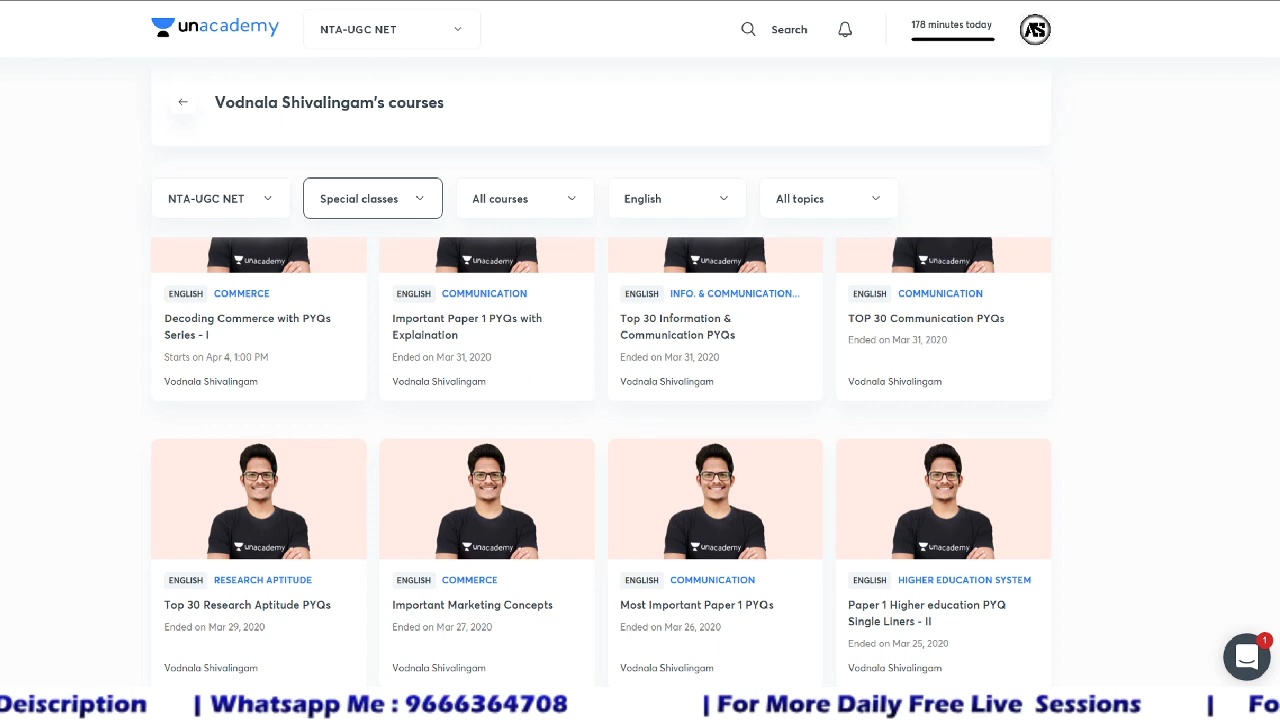 unacademy
NTA-UGC NET
Search
178 minutes today
Vodnala Shivalingam's courses
NTA-UGC NET
Special classes
All courses
English
All topics
unacademy
unacademy
unacademy
unacademy
ENGLISH COMMERCE
Decoding Commerce with PYQs
Series - I
Starts on Apr 4, 1:00 PM
Vodnala Shivalingam
ENGLISH COMMUNICATION
Important Paper 1 PYQs with
Explaination
Ended on Mar 31, 2020
Vodnala Shivalingam
ENGLISH INFO. & COMMUNICATION...
Top 30 Information &
Communication PYQs
Ended on Mar 31, 2020
Vodnala Shivalingam
ENGLISH COMMUNICATION
TOP 30 Communication PYQs
Ended on Mar 31, 2020
Vodnala Shivalingam
unacademy
unacademy
unacademy
unacademy
ENGLISH RESEARCH APTITUDE
Top 30 Research Aptitude PYQs
Ended on Mar 29, 2020
Vodnala Shivalingam
ENGLISH COMMERCE
Important Marketing Concepts
Ended on Mar 27, 2020
Vodnala Shivalingam
ENGLISH COMMUNICATION
Most Important Paper 1 PYQs
Ended on Mar 26, 2020
Vodnala Shivalingam
ENGLISH HIGHER EDUCATION SYSTEM
Paper 1 Higher education PYQ
Single Liners - II
Ended on Mar 25, 2020
Vodnala Shivalingam
1
Deiscription | Whatsapp Me : 9666364708 | For More Daily Free Live Sessions | Fo